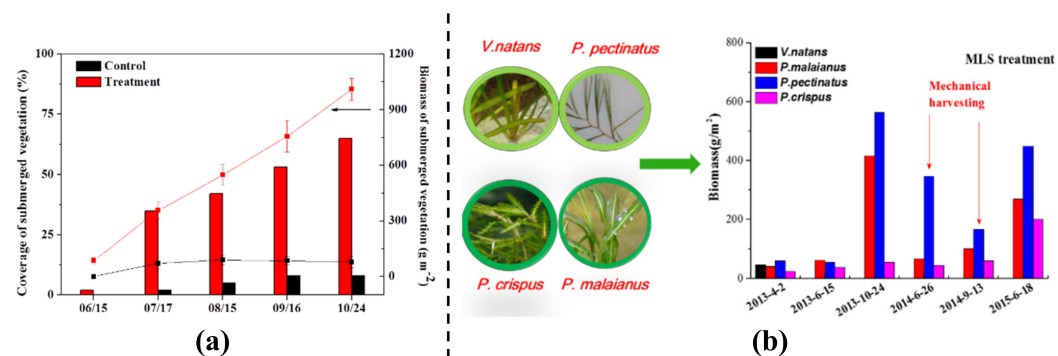 Coverage of submerged vegetation (%)
100
75
50
25
0
Control
Treatment
1200
900
600
300
0
Biomass of submerged vegetation (g m⁻²)
06/15 07/17 08/15 09/16 10/24
(a)
V.natans P. pectinatus
P. crispus P. malaianus
Biomass(g/m²)
800
600
400
200
0
V.natans
P.malaianus
P.pectinatus
P.crispus
MLS treatment
Mechanical
harvesting
2013-4-2 2013-6-15 2013-10-24 2014-6-26 2014-9-13 2015-6-18
(b)